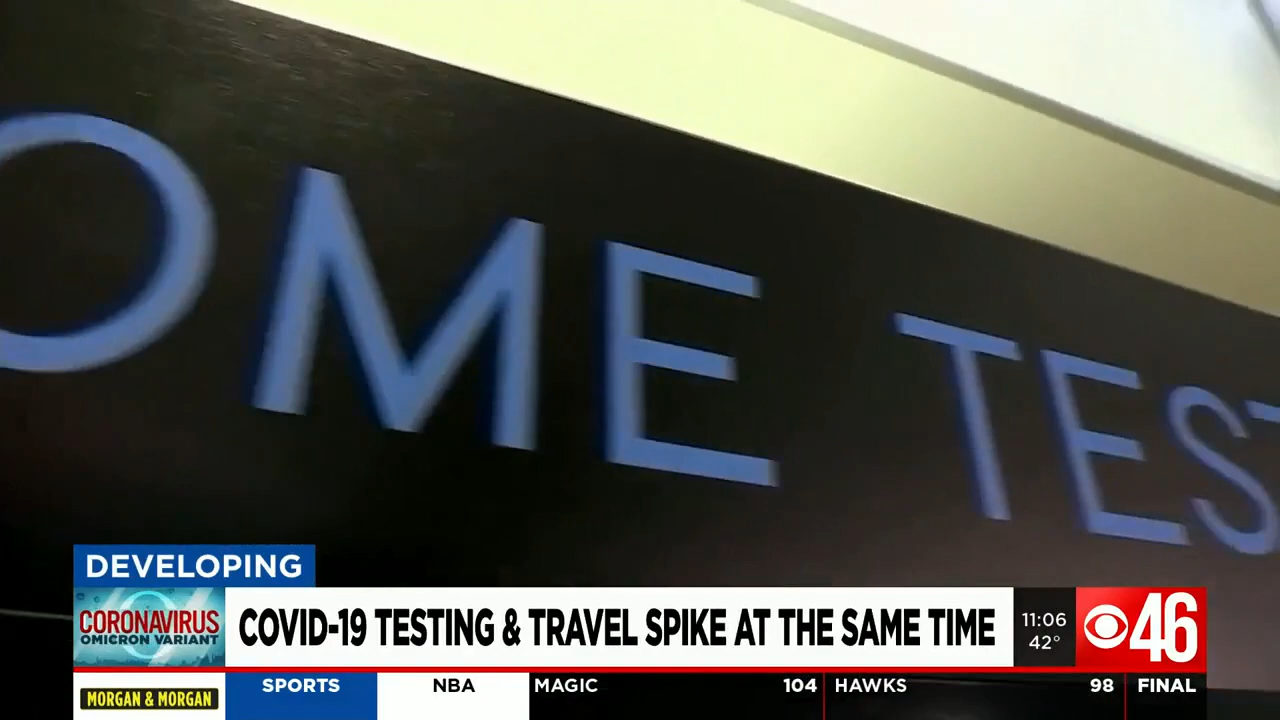 OME TEST
DEVELOPING
CORONAVIRUS
OMICRON VARIANT
COVID-19 TESTING & TRAVEL SPIKE AT THE SAME TIME
11:06
42°
46
MORGAN & MORGAN
SPORTS
NBA
MAGIC 104
HAWKS 98
FINAL